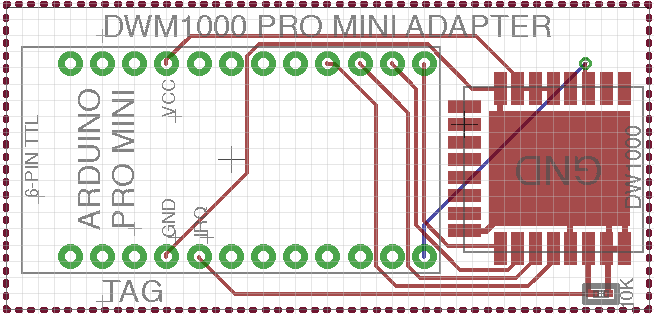 DWM1000 PRO MINI ADAPTER
VCC
6-PIN TTL
ARDUINO
PRO MINI
GND
IRQ
GND
DW1000
10K
TAG